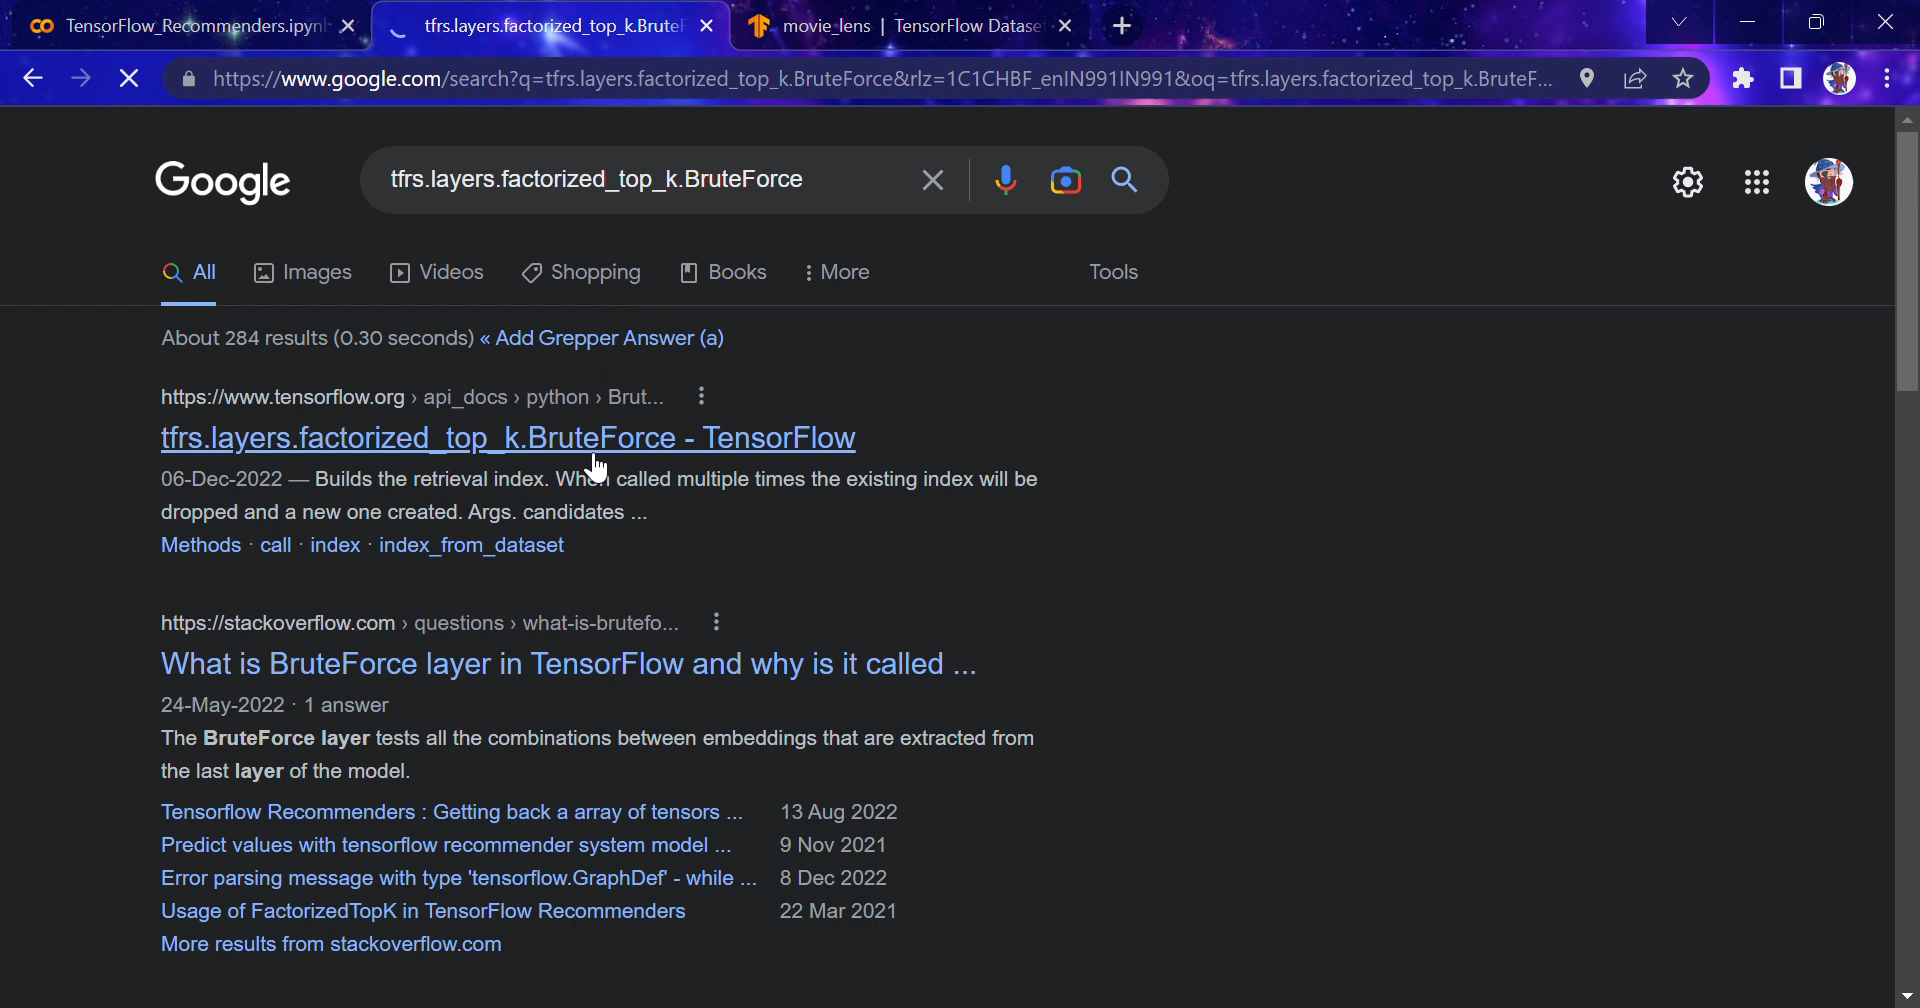 TensorFlow_Recommenders.ipynb
tfrs.layers.factorized_top_k.BruteF
movie_lens | TensorFlow Datase
https://www.google.com/search?q=tfrs.layers.factorized_top_k.BruteForce&rlz=1C1CHBF_enIN991IN991&oq=tfrs.layers.factorized_top_k.BruteF...
Google
tfrs.layers.factorized_top_k.BruteForce
All Images Videos Shopping Books More Tools
About 284 results (0.30 seconds) « Add Grepper Answer (a)
https://www.tensorflow.org › api_docs › python › Brut...
tfrs.layers.factorized_top_k.BruteForce - TensorFlow
06-Dec-2022 — Builds the retrieval index. When called multiple times the existing index will be
dropped and a new one created. Args. candidates ...
Methods · call · index · index_from_dataset
https://stackoverflow.com › questions › what-is-brutefo...
What is BruteForce layer in TensorFlow and why is it called ...
24-May-2022 · 1 answer
The BruteForce layer tests all the combinations between embeddings that are extracted from
the last layer of the model.
Tensorflow Recommenders : Getting back a array of tensors ... 13 Aug 2022
Predict values with tensorflow recommender system model ... 9 Nov 2021
Error parsing message with type 'tensorflow.GraphDef' - while ... 8 Dec 2022
Usage of FactorizedTopK in TensorFlow Recommenders 22 Mar 2021
More results from stackoverflow.com